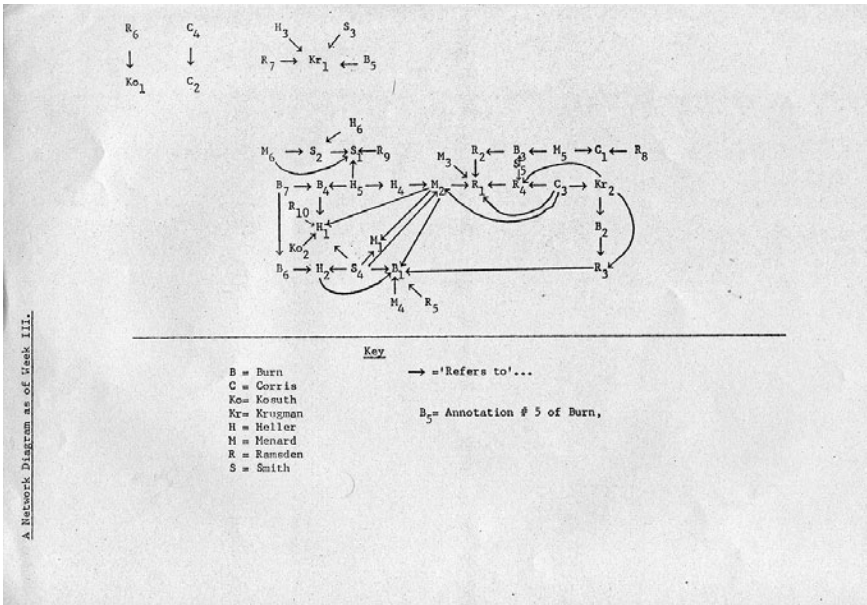 R6 C4 H3 S3
R7 → Kr1 ← B5
Ko1 C2
H6
M6 → S2 → S1 ← R9 M3 R2 ← B3 ← M5 → C1 ← R8
S5
B7 → B4 ← H5 → H4 → M2 → R1 ← R4 ← C3 → Kr2
R10
H1 B2
M1
Ko2
B6 → H2 ← S4 → B1 ← R3
M4 R5
Key
B = Burn → ='Refers to'...
C = Corris
Ko= Kosuth
Kr= Krugman B5= Annotation # 5 of Burn,
H = Heller
M = Menard
R = Ramsden
S = Smith
A Network Diagram as of Week III.